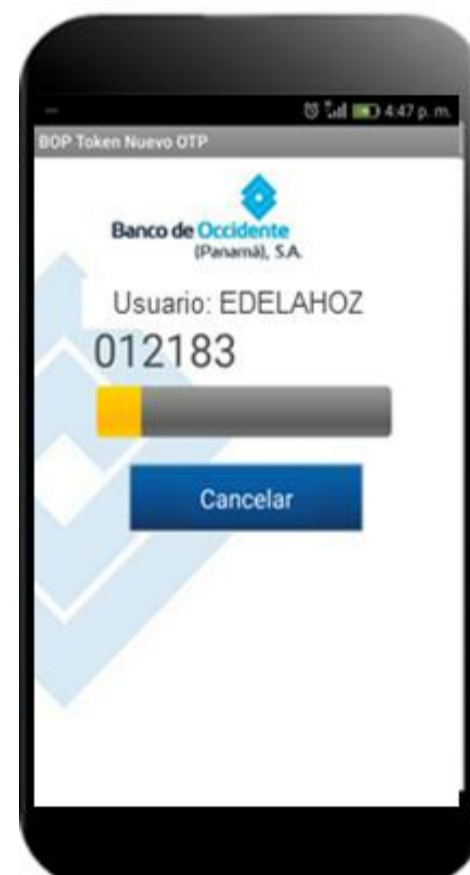 4:47 p. m.
BOP Token Nuevo OTP
Banco de Occidente
(Panamá), S.A.
Usuario: EDELAHOZ
012183
Cancelar